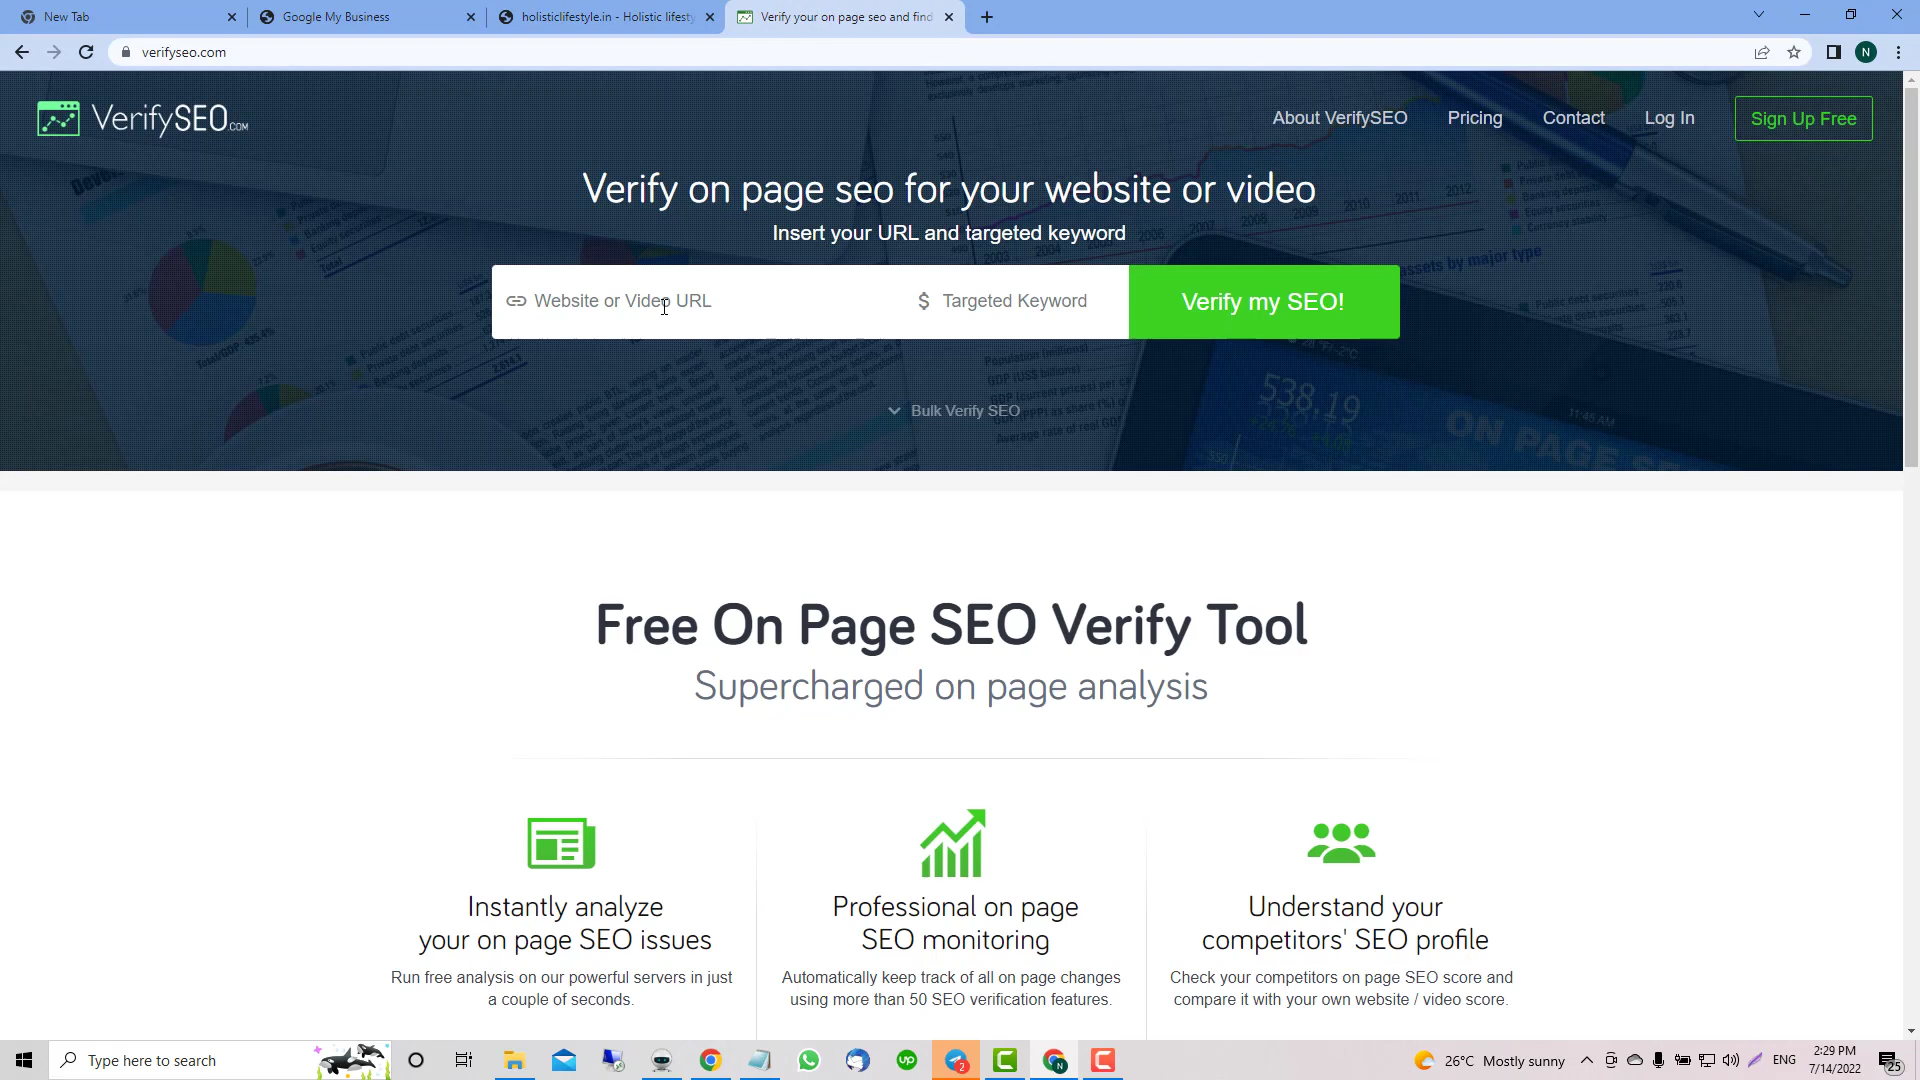 New Tab
Google My Business
holisticlifestyle.in - Holistic lifesty
Verify your on page seo and find
verifyseo.com
N
VerifySEO.COM
About VerifySEO
Pricing
Contact
Log In
Sign Up Free
Verify on page seo for your website or video
Insert your URL and targeted keyword
Website or Video URL
Targeted Keyword
Verify my SEO!
Bulk Verify SEO
Free On Page SEO Verify Tool
Supercharged on page analysis
Instantly analyze
your on page SEO issues
Run free analysis on our powerful servers in just
a couple of seconds.
Professional on page
SEO monitoring
Automatically keep track of all on page changes
using more than 50 SEO verification features.
Understand your
competitors' SEO profile
Check your competitors on page SEO score and
compare it with your own website / video score.
Type here to search
26°C Mostly sunny
ENG
2:29 PM
7/14/2022
25